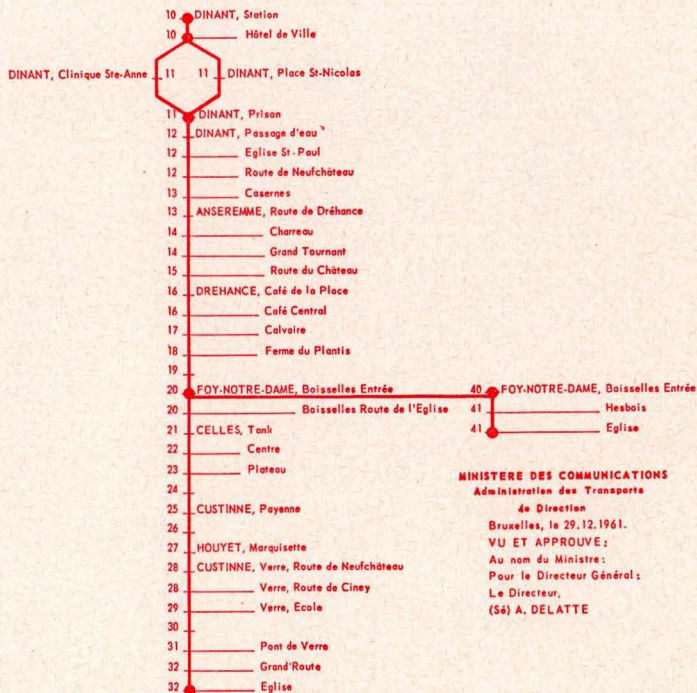 10 DINANT, Station
10 Hôtel de Ville
DINANT, Clinique Ste-Anne 11 11 DINANT, Place St-Nicolas
11 DINANT, Prison
12 DINANT, Passage d'eau
12 Eglise St-Paul
12 Route de Neufchâteau
13 Casernes
13 ANSEREMME, Route de Dréhance
14 Charreau
14 Grand Tournant
15 Route du Château
16 DREHANCE, Café de la Place
16 Café Central
17 Calvaire
18 Ferme du Plantis
19
20 FOY-NOTRE-DAME, Boisselles Entrée
20 Boisselles Route de l'Eglise
21 CELLES, Tank
22 Centre
23 Plateau
24
25 CUSTINNE, Payenne
26
27 HOUYET, Marquisette
28 CUSTINNE, Verre, Route de Neufchâteau
28 Verre, Route de Ciney
29 Verre, Ecole
30
31 Pont de Verre
32 Grand'Route
32 Eglise
40 FOY-NOTRE-DAME, Boisselles Entrée
41 Hesbois
41 Eglise
MINISTERE DES COMMUNICATIONS
Administration des Transports
4e Direction
Bruxelles, le 29.12.1961.
VU ET APPROUVE:
Au nom du Ministre:
Pour le Directeur Général:
Le Directeur,
(Sé) A. DELATTE